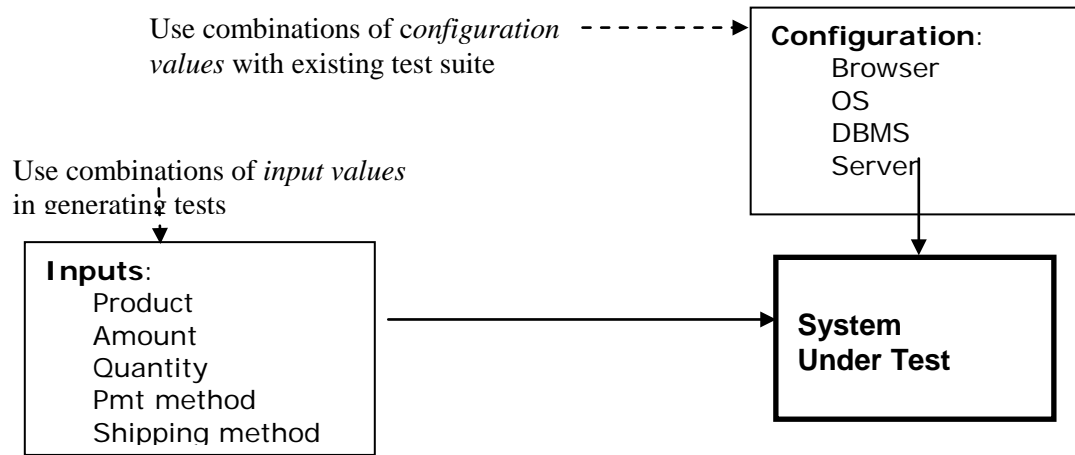 Use combinations of configuration
values with existing test suite
Configuration:
Browser
OS
DBMS
Server
Use combinations of input values
in generating tests
Inputs:
Product
Amount
Quantity
Pmt method
Shipping method
System
Under Test